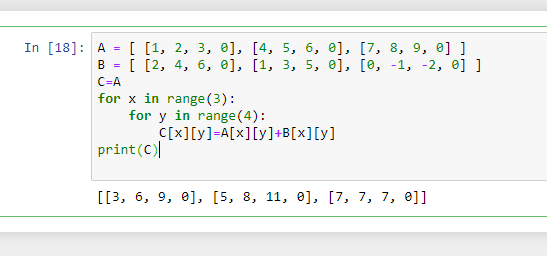 In [18]: A = [ [1, 2, 3, 0], [4, 5, 6, 0], [7, 8, 9, 0] ]
B = [ [2, 4, 6, 0], [1, 3, 5, 0], [0, -1, -2, 0] ]
C=A
for x in range(3):
    for y in range(4):
        C[x][y]=A[x][y]+B[x][y]
print(C)
[[3, 6, 9, 0], [5, 8, 11, 0], [7, 7, 7, 0]]